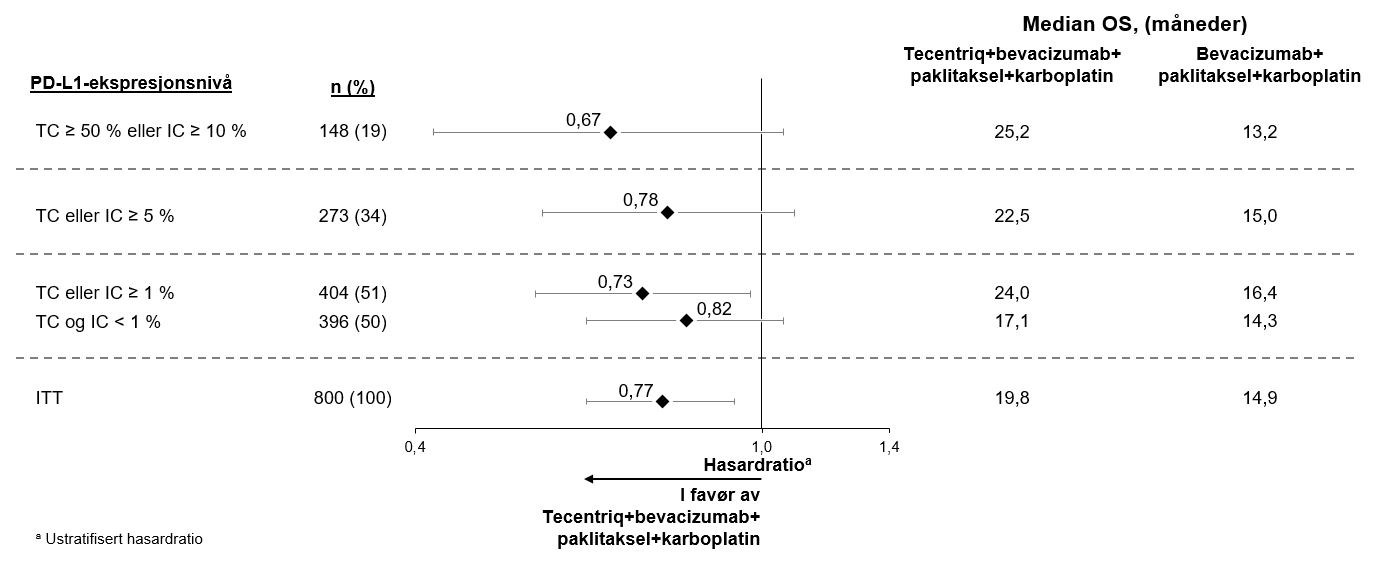 Median OS, (måneder)
Tecentriq+bevacizumab+ Bevacizumab+
paklitaksel+karboplatin paklitaksel+karboplatin
PD-L1-ekspresjonsnivå n (%)
TC ≥ 50 % eller IC ≥ 10 % 148 (19) 0,67 25,2 13,2
TC eller IC ≥ 5 % 273 (34) 0,78 22,5 15,0
TC eller IC ≥ 1 % 404 (51) 0,73 24,0 16,4
TC og IC < 1 % 396 (50) 0,82 17,1 14,3
ITT 800 (100) 0,77 19,8 14,9
0,4 1,0 1,4
Hasardratioᵃ
I favør av
Tecentriq+bevacizumab+
paklitaksel+karboplatin
ᵃ Ustratifisert hasardratio